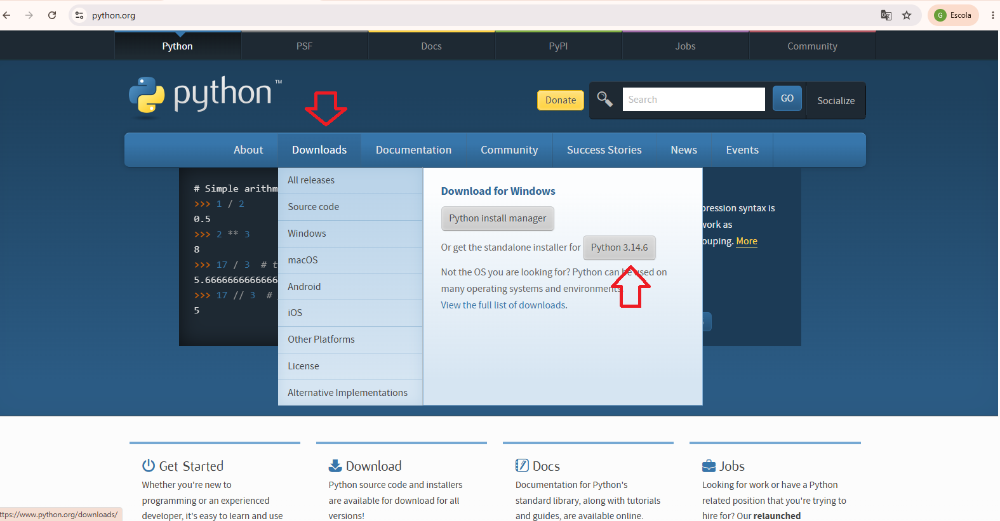 python.org
G Escola
Python PSF Docs PyPI Jobs Community
python™
Donate
Search
GO
Socialize
About Downloads Documentation Community Success Stories News Events
All releases
Source code
Windows
macOS
Android
iOS
Other Platforms
License
Alternative Implementations
Download for Windows
Python install manager
Or get the standalone installer for Python 3.14.6
Not the OS you are looking for? Python can be used on
many operating systems and environments.
View the full list of downloads.
# Simple arithm
>>> 1 / 2
0.5
>>> 2 ** 3
8
>>> 17 / 3 # t
5.6666666666666
>>> 17 // 3 #
5
pression syntax is
work as
ouping. More
Get Started
Whether you're new to
programming or an experienced
developer, it's easy to learn and use
Download
Python source code and installers
are available for download for all
versions!
Docs
Documentation for Python's
standard library, along with tutorials
and guides, are available online.
Jobs
Looking for work or have a Python
related position that you're trying to
hire for? Our relaunched
ttps://www.python.org/downloads/